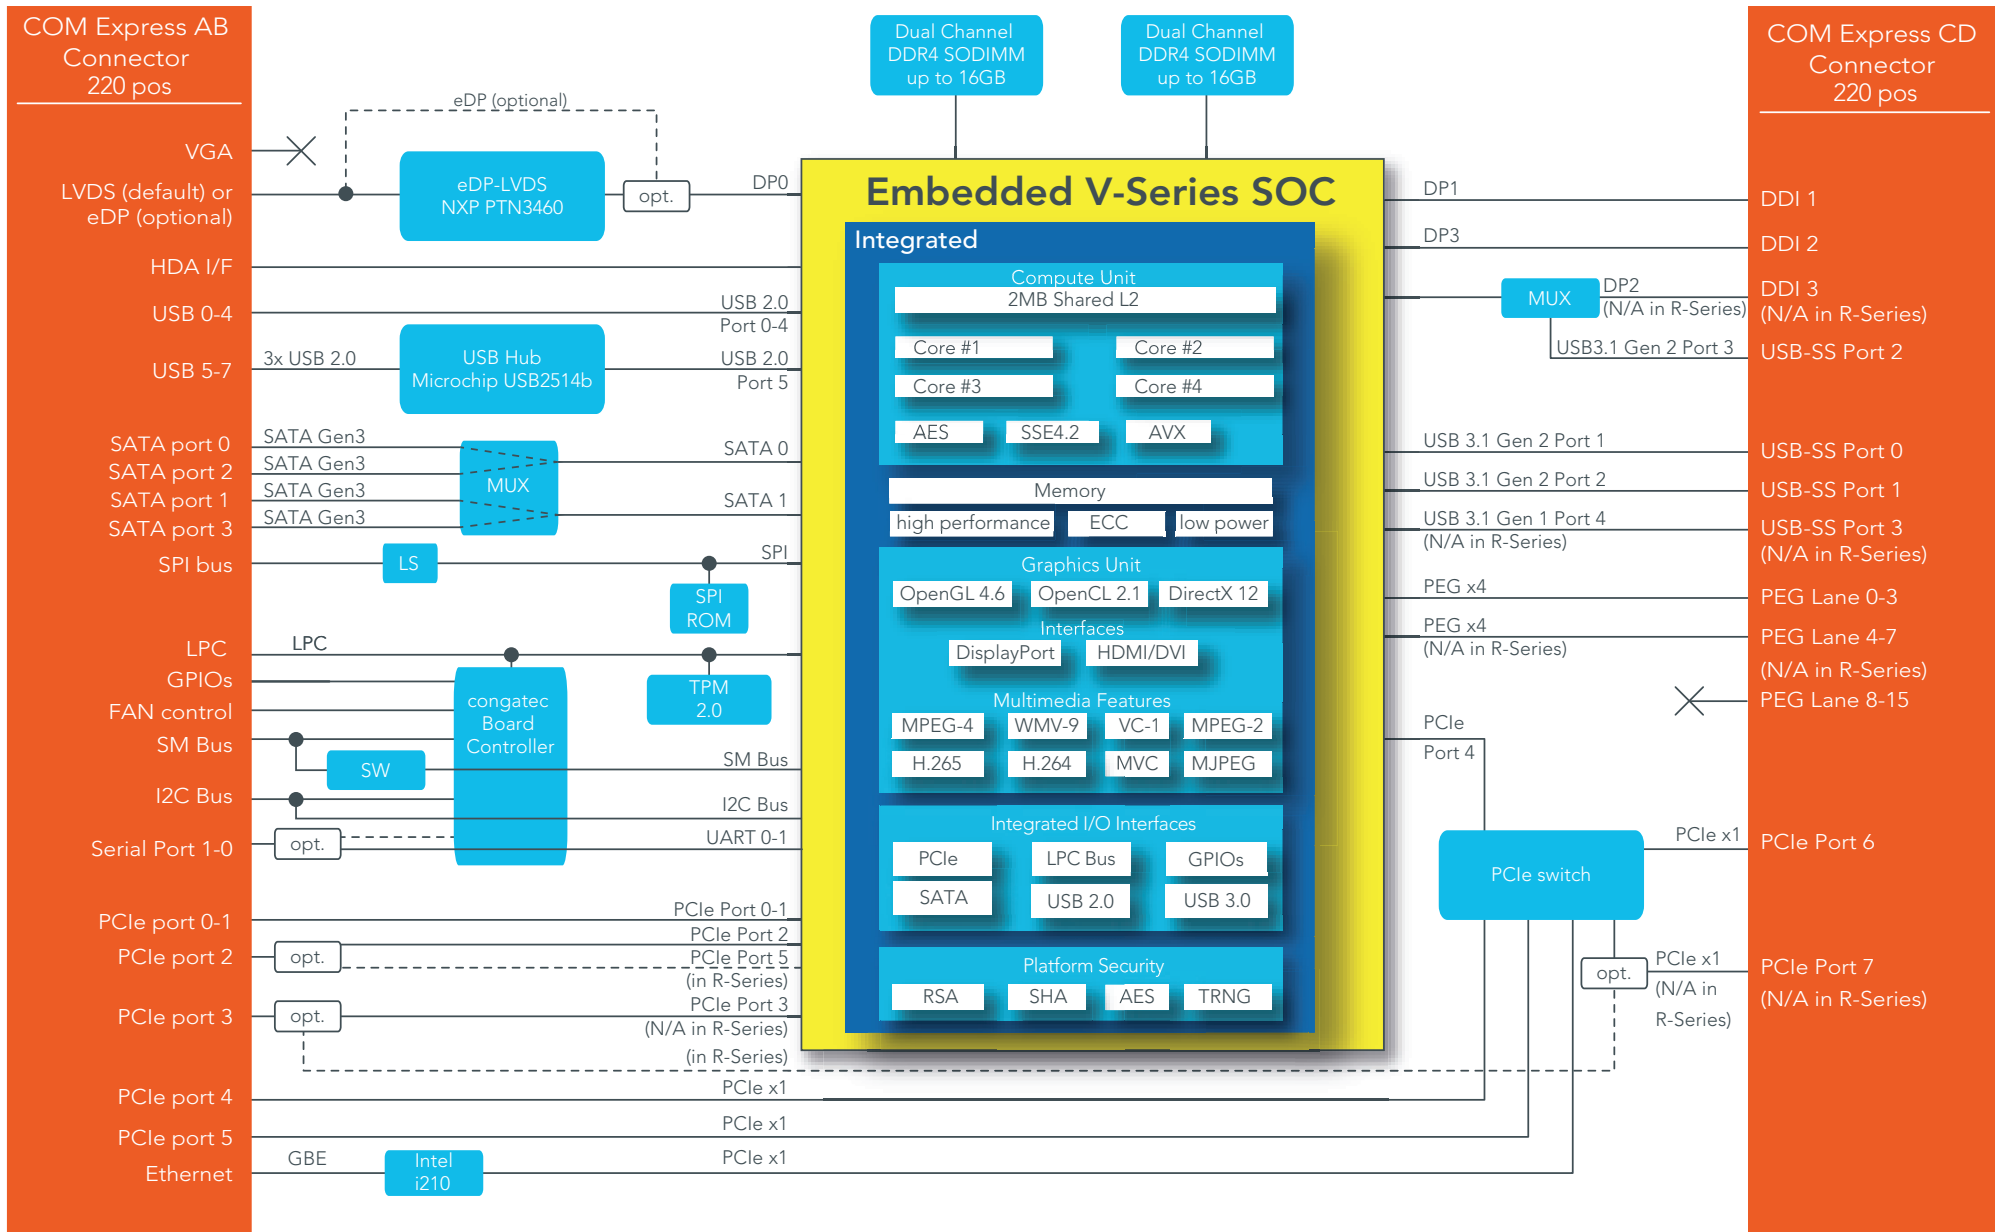 COM Express AB
Connector
220 pos
VGA
LVDS (default) or
eDP (optional)
HDA I/F
USB 0-4
USB 5-7
SATA port 0
SATA port 2
SATA port 1
SATA port 3
SPI bus
LPC
GPIOs
FAN control
SM Bus
I2C Bus
Serial Port 1-0
PCIe port 0-1
PCIe port 2
PCIe port 3
PCIe port 4
PCIe port 5
Ethernet
eDP (optional)
eDP-LVDS
NXP PTN3460
opt.
DP0
USB 2.0
Port 0-4
3x USB 2.0
USB Hub
Microchip USB2514b
USB 2.0
Port 5
SATA Gen3
SATA Gen3
SATA Gen3
SATA Gen3
MUX
SATA 0
SATA 1
LS
SPI
SPI
ROM
LPC
TPM
2.0
congatec
Board
Controller
SW
SM Bus
I2C Bus
opt.
UART 0-1
PCIe Port 0-1
opt.
PCIe Port 2
PCIe Port 5
(in R-Series)
opt.
PCIe Port 3
(N/A in R-Series)
(in R-Series)
PCIe x1
PCIe x1
GBE
Intel
i210
PCIe x1
Dual Channel
DDR4 SODIMM
up to 16GB
Dual Channel
DDR4 SODIMM
up to 16GB
Embedded V-Series SOC
Integrated
Compute Unit
2MB Shared L2
Core #1
Core #2
Core #3
Core #4
AES
SSE4.2
AVX
Memory
high performance
ECC
low power
Graphics Unit
OpenGL 4.6
OpenCL 2.1
DirectX 12
Interfaces
DisplayPort
HDMI/DVI
Multimedia Features
MPEG-4
WMV-9
VC-1
MPEG-2
H.265
H.264
MVC
MJPEG
Integrated I/O Interfaces
PCIe
LPC Bus
GPIOs
SATA
USB 2.0
USB 3.0
Platform Security
RSA
SHA
AES
TRNG
DP1
DP3
MUX
DP2
(N/A in R-Series)
USB3.1 Gen 2 Port 3
USB 3.1 Gen 2 Port 1
USB 3.1 Gen 2 Port 2
USB 3.1 Gen 1 Port 4
(N/A in R-Series)
PEG x4
PEG x4
(N/A in R-Series)
PCIe
Port 4
PCIe switch
PCIe x1
opt.
PCIe x1
(N/A in
R-Series)
COM Express CD
Connector
220 pos
DDI 1
DDI 2
DDI 3
(N/A in R-Series)
USB-SS Port 2
USB-SS Port 0
USB-SS Port 1
USB-SS Port 3
(N/A in R-Series)
PEG Lane 0-3
PEG Lane 4-7
(N/A in R-Series)
PEG Lane 8-15
PCIe Port 6
PCIe Port 7
(N/A in R-Series)